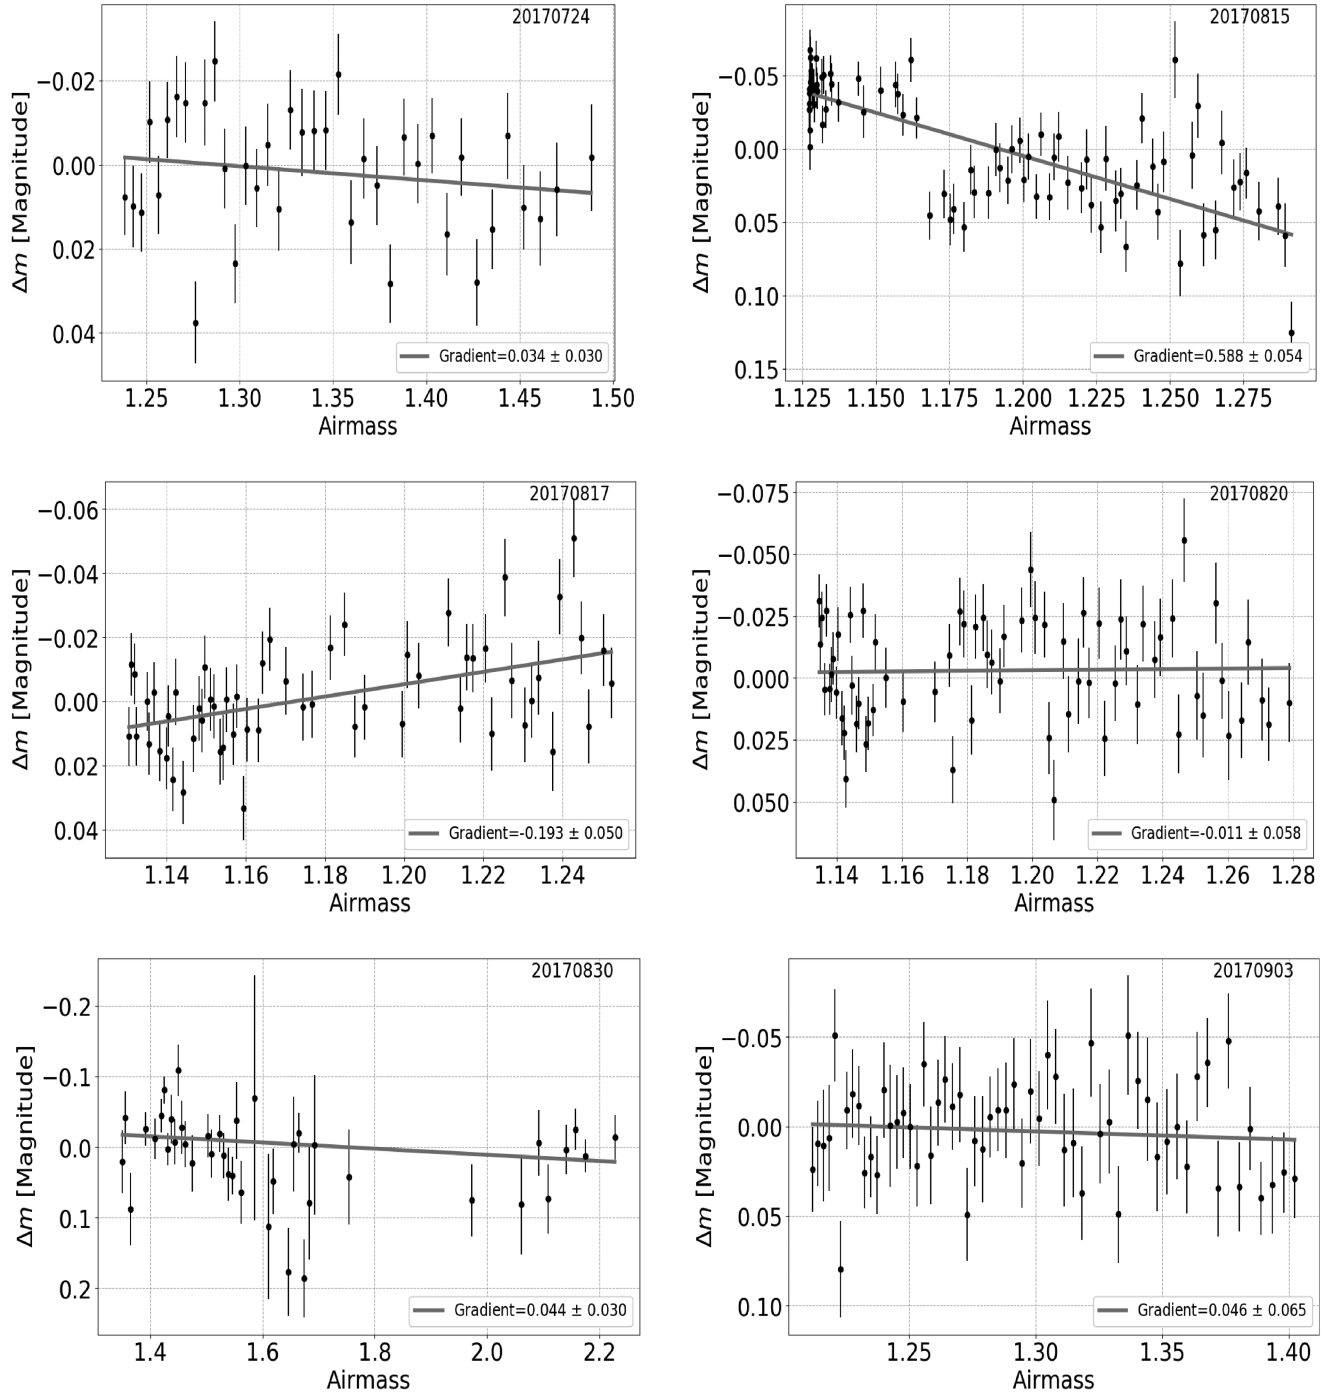 20170724
−0.02
0.00
0.02
0.04
Δm [Magnitude]
Gradient=0.034 ± 0.030
1.25 1.30 1.35 1.40 1.45 1.50
Airmass
20170815
−0.05
0.00
0.05
0.10
0.15
Δm [Magnitude]
Gradient=0.588 ± 0.054
1.125 1.150 1.175 1.200 1.225 1.250 1.275
Airmass
20170817
−0.06
−0.04
−0.02
0.00
0.02
0.04
Δm [Magnitude]
Gradient=-0.193 ± 0.050
1.14 1.16 1.18 1.20 1.22 1.24
Airmass
20170820
−0.075
−0.050
−0.025
0.000
0.025
0.050
Δm [Magnitude]
Gradient=-0.011 ± 0.058
1.14 1.16 1.18 1.20 1.22 1.24 1.26 1.28
Airmass
20170830
−0.2
−0.1
0.0
0.1
0.2
Δm [Magnitude]
Gradient=0.044 ± 0.030
1.4 1.6 1.8 2.0 2.2
Airmass
20170903
−0.05
0.00
0.05
0.10
Δm [Magnitude]
Gradient=0.046 ± 0.065
1.25 1.30 1.35 1.40
Airmass